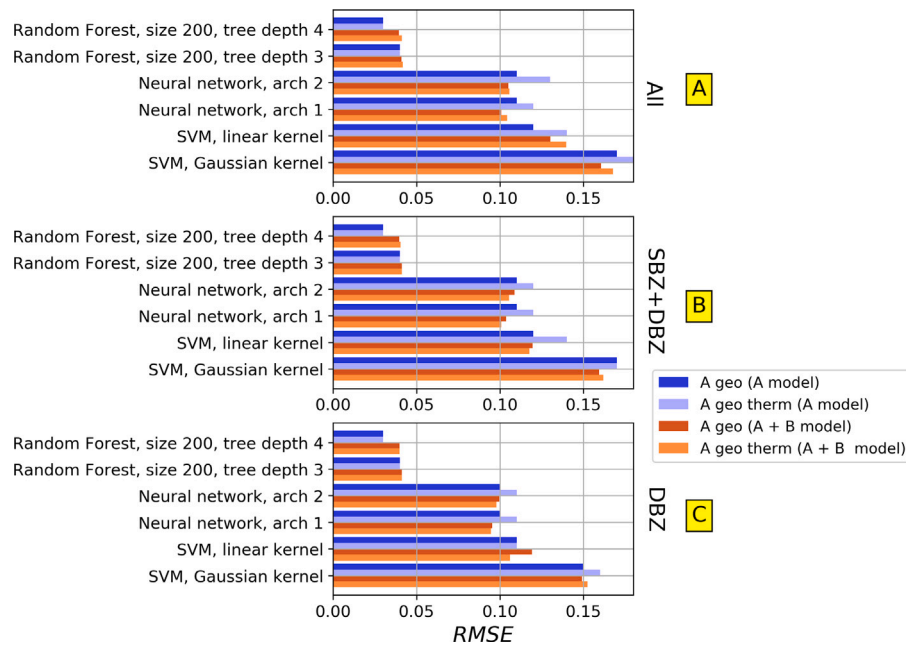 Random Forest, size 200, tree depth 4
Random Forest, size 200, tree depth 3
Neural network, arch 2
Neural network, arch 1
SVM, linear kernel
SVM, Gaussian kernel
0.00 0.05 0.10 0.15
All
A
Random Forest, size 200, tree depth 4
Random Forest, size 200, tree depth 3
Neural network, arch 2
Neural network, arch 1
SVM, linear kernel
SVM, Gaussian kernel
0.00 0.05 0.10 0.15
SBZ+DBZ
B
A geo (A model)
A geo therm (A model)
A geo (A + B model)
A geo therm (A + B model)
Random Forest, size 200, tree depth 4
Random Forest, size 200, tree depth 3
Neural network, arch 2
Neural network, arch 1
SVM, linear kernel
SVM, Gaussian kernel
0.00 0.05 0.10 0.15
RMSE
DBZ
C